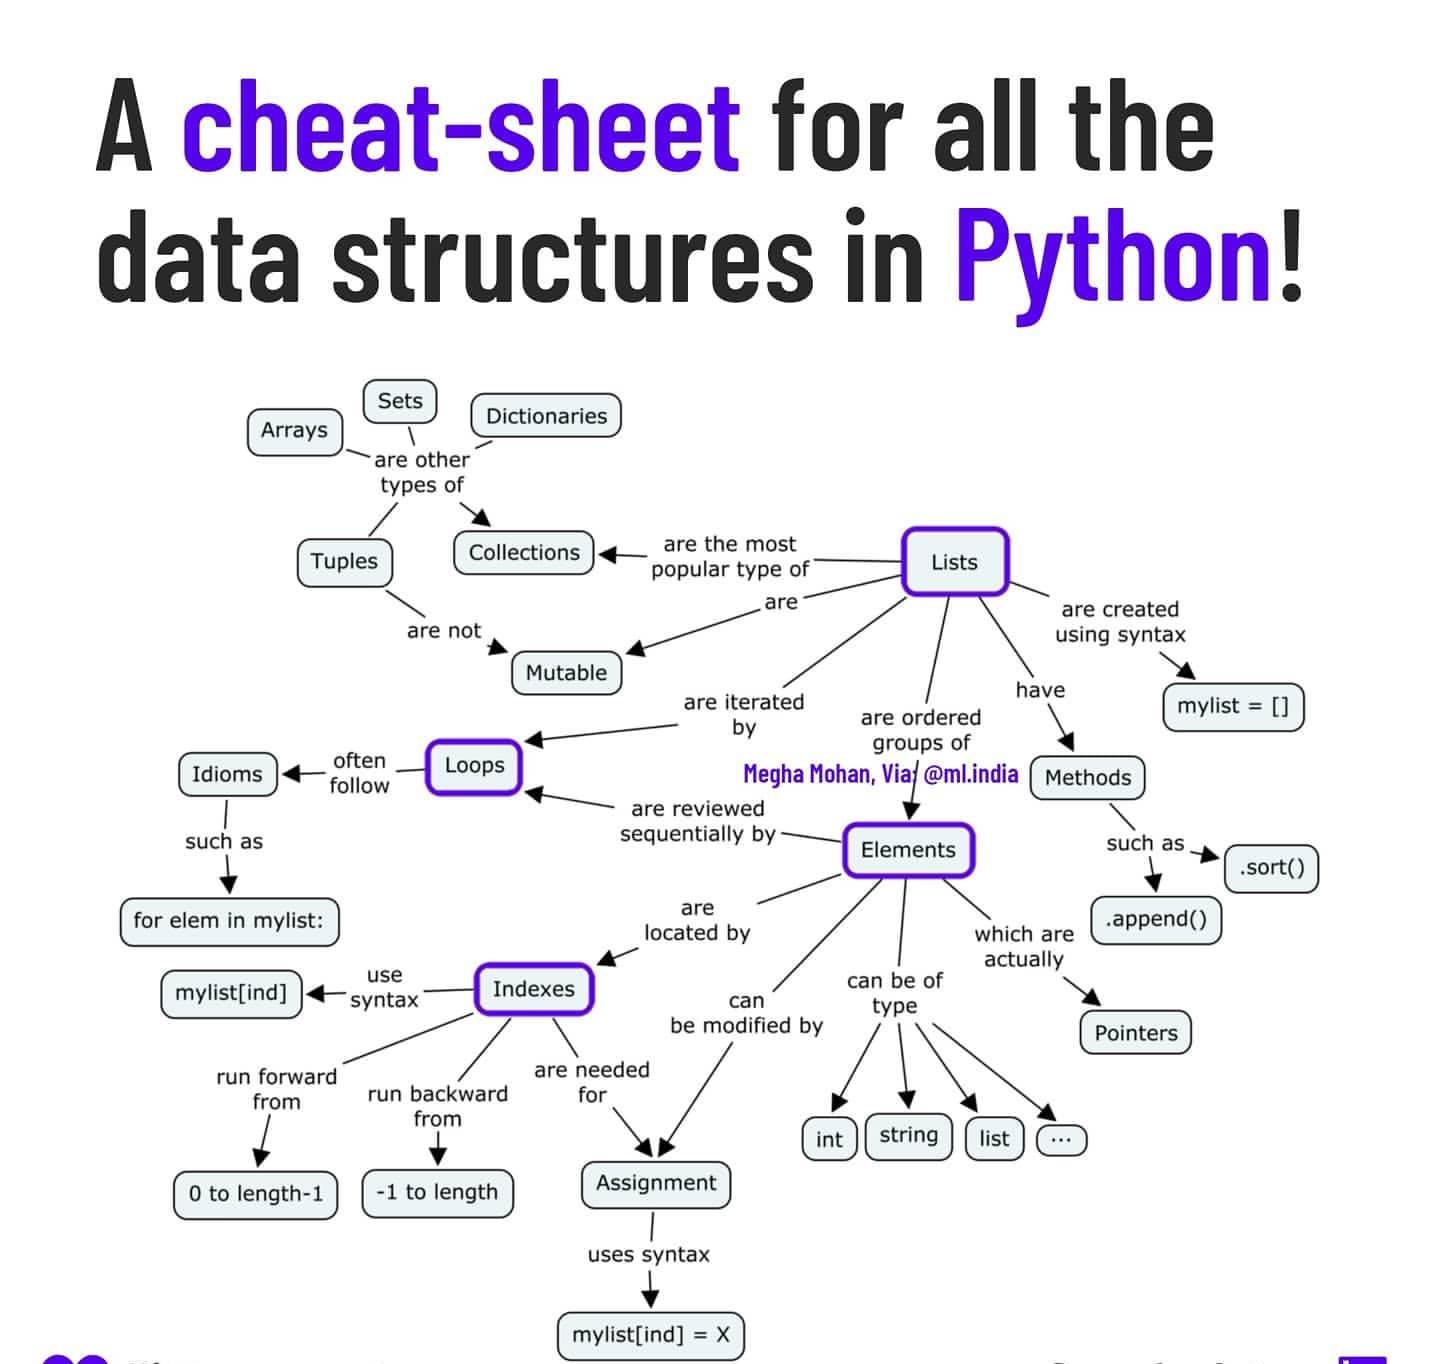 A cheat-sheet for all the
data structures in Python!
Sets
Arrays
Dictionaries
are other
types of
Tuples
Collections
are the most
popular type of
Lists
are
are not
Mutable
are created
using syntax
mylist = []
have
are iterated
by
are ordered
groups of
Megha Mohan, Via: @ml.india
Methods
Idioms
often
follow
Loops
are reviewed
sequentially by
Elements
such as
such as
.sort()
.append()
for elem in mylist:
are
located by
which are
actually
mylist[ind]
use
syntax
Indexes
can
be modified by
can be of
type
Pointers
run forward
from
run backward
from
are needed
for
int
string
list
...
0 to length-1
-1 to length
Assignment
uses syntax
mylist[ind] = X